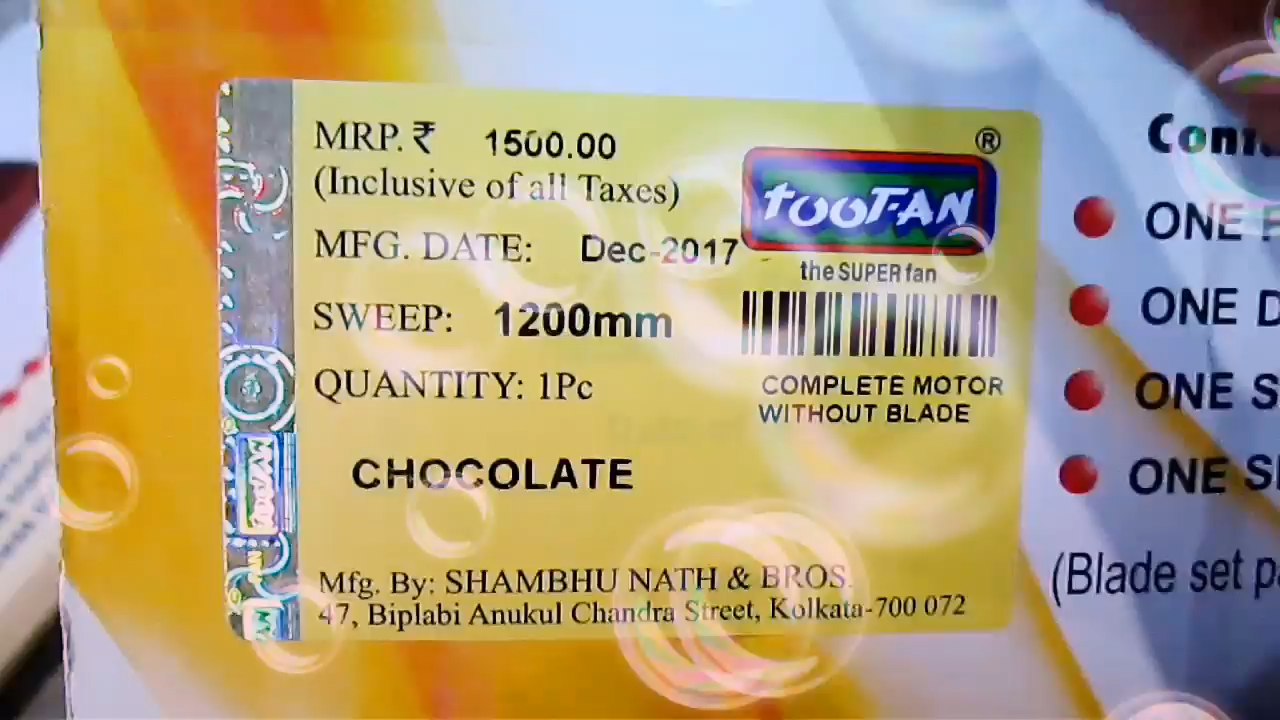 MRP. ₹ 1500.00
(Inclusive of all Taxes)
MFG. DATE: Dec-2017
SWEEP: 1200mm
QUANTITY: 1Pc
CHOCOLATE
Mfg. By: SHAMBHU NATH & BROS.
47, Biplabi Anukul Chandra Street, Kolkata-700 072
®
TOOFAN
the SUPER fan
COMPLETE MOTOR
WITHOUT BLADE
ONE
ONE
ONE
ONE
(Blade set